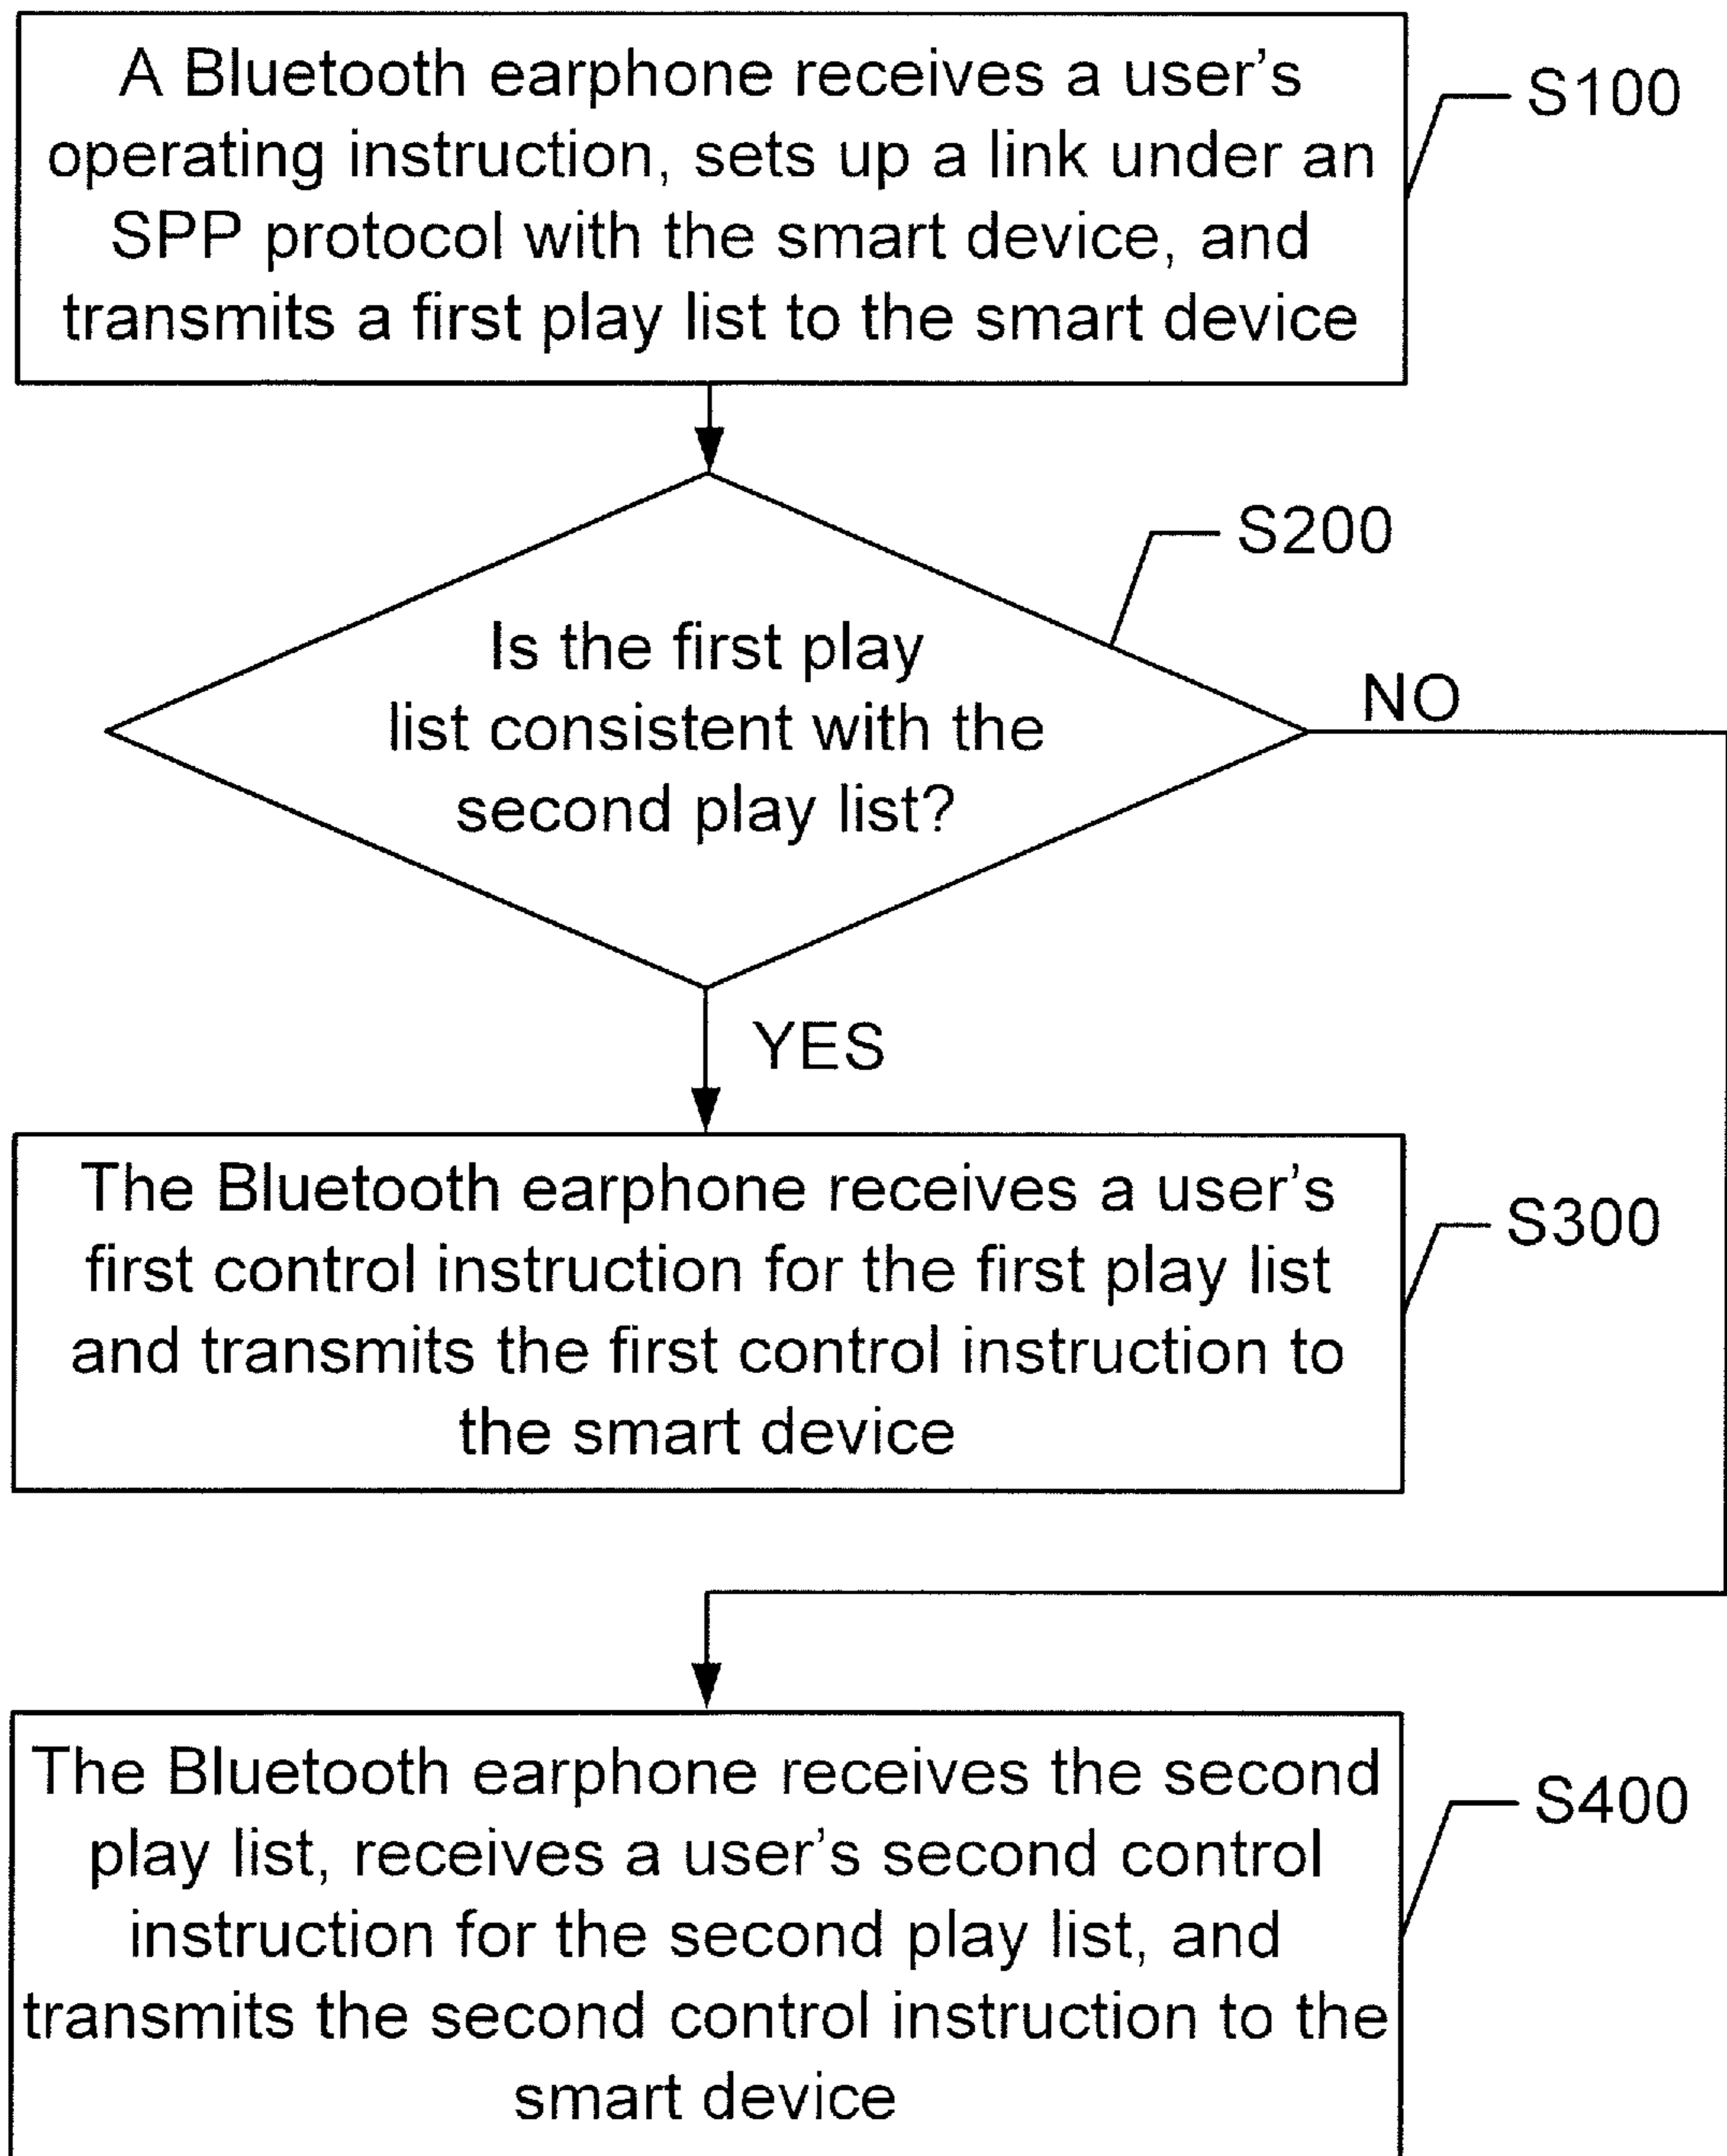 A Bluetooth earphone receives a user’s
operating instruction, sets up a link under an
SPP protocol with the smart device, and
transmits a first play list to the smart device
S100
S200
Is the first play
list consistent with the
second play list?
NO
YES
The Bluetooth earphone receives a user’s
first control instruction for the first play list
and transmits the first control instruction to
the smart device
S300
The Bluetooth earphone receives the second
play list, receives a user’s second control
instruction for the second play list, and
transmits the second control instruction to the
smart device
S400